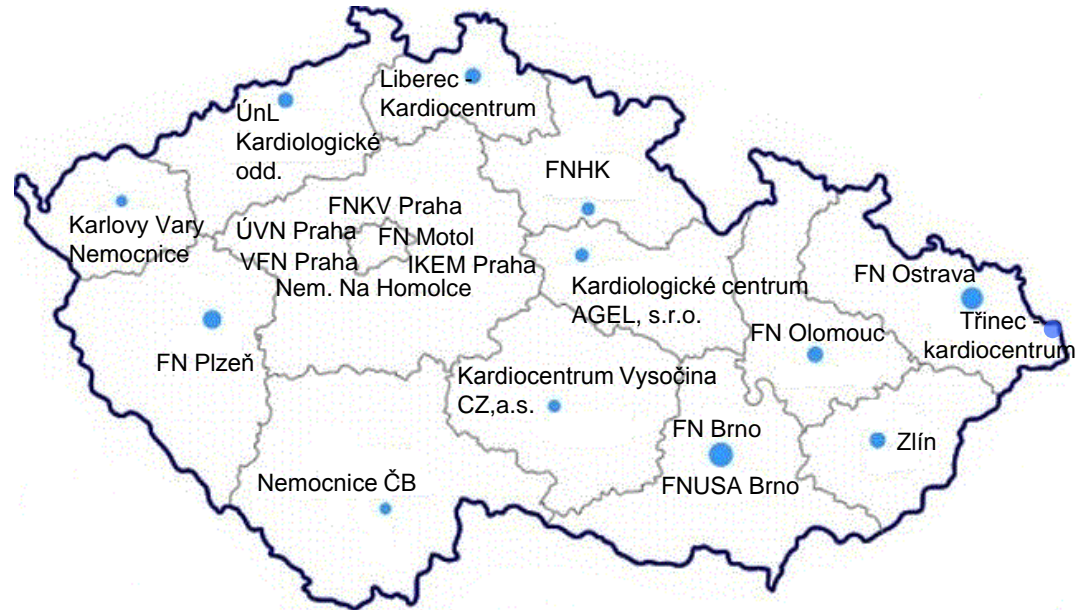 Liberec -
Kardiocentrum
ÚnL
Kardiologické
odd.
FNHK
Karlovy Vary
Nemocnice
FNKV Praha
ÚVN Praha
FN Motol
VFN Praha
IKEM Praha
Nem. Na Homolce
Kardiologické centrum
AGEL, s.r.o.
FN Ostrava
Třinec -
kardiocentrum
FN Olomouc
FN Plzeň
Kardiocentrum Vysočina
CZ,a.s.
FN Brno
FNUSA Brno
Zlín
Nemocnice ČB